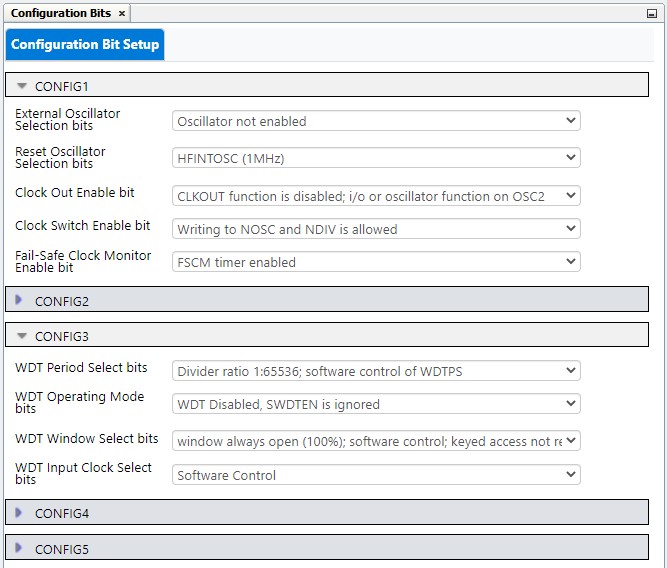 Configuration Bits ×
Configuration Bit Setup
CONFIG1
External Oscillator
Selection bits
Oscillator not enabled
Reset Oscillator
Selection bits
HFINTOSC (1MHz)
Clock Out Enable bit
CLKOUT function is disabled; i/o or oscillator function on OSC2
Clock Switch Enable bit
Writing to NOSC and NDIV is allowed
Fail-Safe Clock Monitor
Enable bit
FSCM timer enabled
CONFIG2
CONFIG3
WDT Period Select bits
Divider ratio 1:65536; software control of WDTPS
WDT Operating Mode
bits
WDT Disabled, SWDTEN is ignored
WDT Window Select bits
window always open (100%); software control; keyed access not re
WDT Input Clock Select
bits
Software Control
CONFIG4
CONFIG5